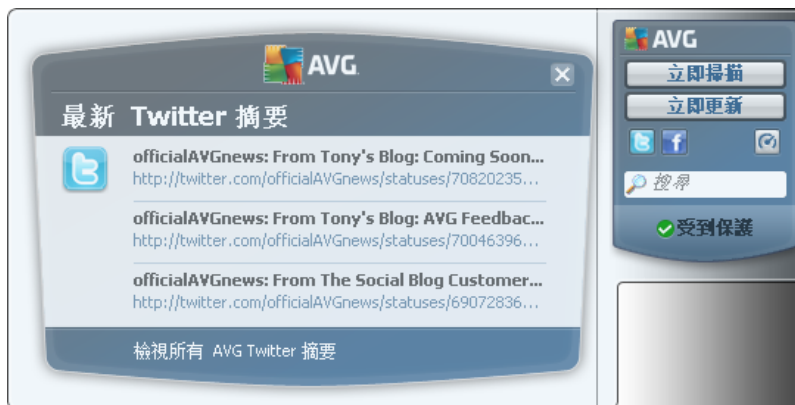 AVG
最新 Twitter 摘要
officialAVGnews: From Tony's Blog: Coming Soon...
http://twitter.com/officialAVGnews/statuses/70820235...
officialAVGnews: From Tony's Blog: AVG Feedbac...
http://twitter.com/officialAVGnews/statuses/70046396...
officialAVGnews: From The Social Blog Customer...
http://twitter.com/officialAVGnews/statuses/69072836...
檢視所有 AVG Twitter 摘要
AVG
立即掃描
立即更新
搜尋
受到保護